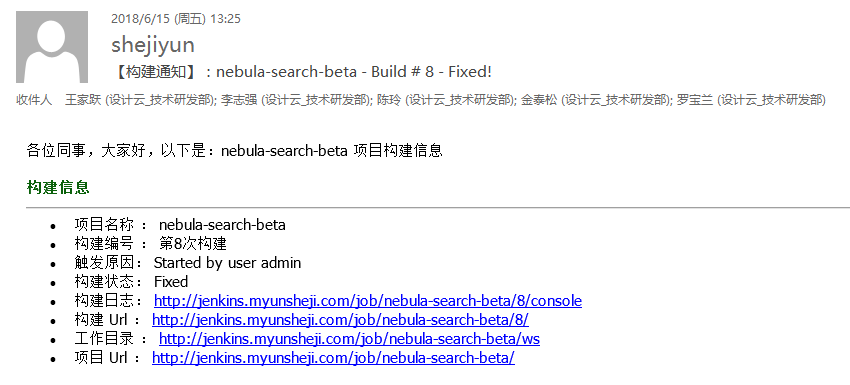 2018/6/15 (周五) 13:25
shejiyun
【构建通知】：nebula-search-beta - Build # 8 - Fixed!
收件人 王家跃 (设计云_技术研发部); 李志强 (设计云_技术研发部); 陈玲 (设计云_技术研发部); 金泰松 (设计云_技术研发部); 罗宝兰 (设计云_技术研发部)
各位同事，大家好，以下是：nebula-search-beta 项目构建信息
构建信息
• 项目名称 ： nebula-search-beta
• 构建编号 ： 第8次构建
• 触发原因： Started by user admin
• 构建状态： Fixed
• 构建日志： http://jenkins.myunsheji.com/job/nebula-search-beta/8/console
• 构建 Url ： http://jenkins.myunsheji.com/job/nebula-search-beta/8/
• 工作目录 ： http://jenkins.myunsheji.com/job/nebula-search-beta/ws
• 项目 Url ： http://jenkins.myunsheji.com/job/nebula-search-beta/